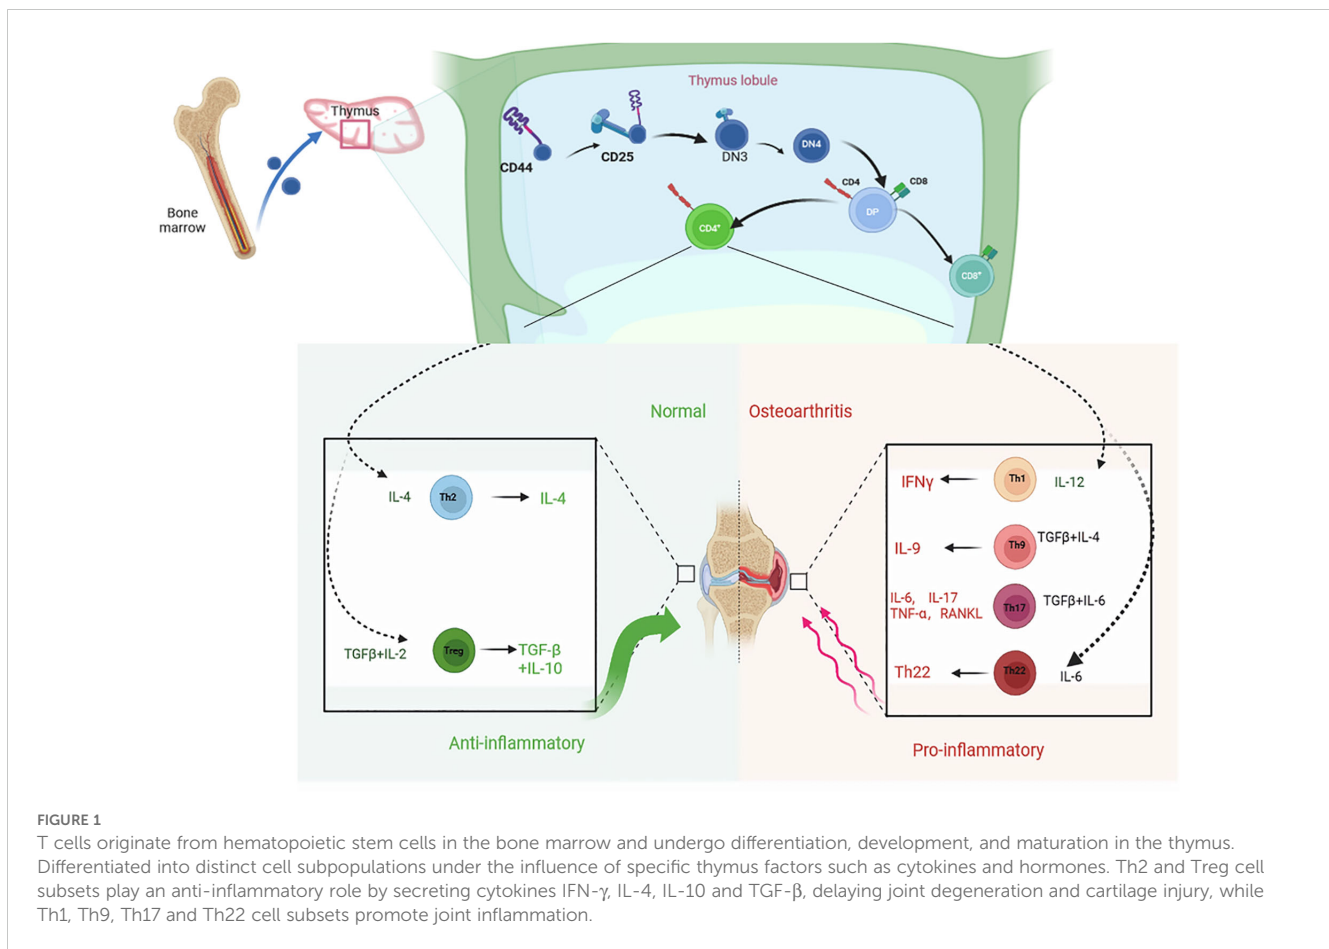 Thymus lobule
Thymus
CD44
CD25
DN3
DN4
CD4
CD8
DP
CD4+
CD8+
Bone
marrow
Normal
Osteoarthritis
IL-4
Th2
IL-4
TGFβ+IL-2
Treg
TGF-β
+IL-10
Anti-inflammatory
IFNγ
Th1
IL-12
IL-9
Th9
TGFβ+IL-4
IL-6, IL-17
TNF-α, RANKL
Th17
TGFβ+IL-6
Th22
Th22
IL-6
Pro-inflammatory
FIGURE 1
T cells originate from hematopoietic stem cells in the bone marrow and undergo differentiation, development, and maturation in the thymus.
Differentiated into distinct cell subpopulations under the influence of specific thymus factors such as cytokines and hormones. Th2 and Treg cell
subsets play an anti-inflammatory role by secreting cytokines IFN-γ, IL-4, IL-10 and TGF-β, delaying joint degeneration and cartilage injury, while
Th1, Th9, Th17 and Th22 cell subsets promote joint inflammation.